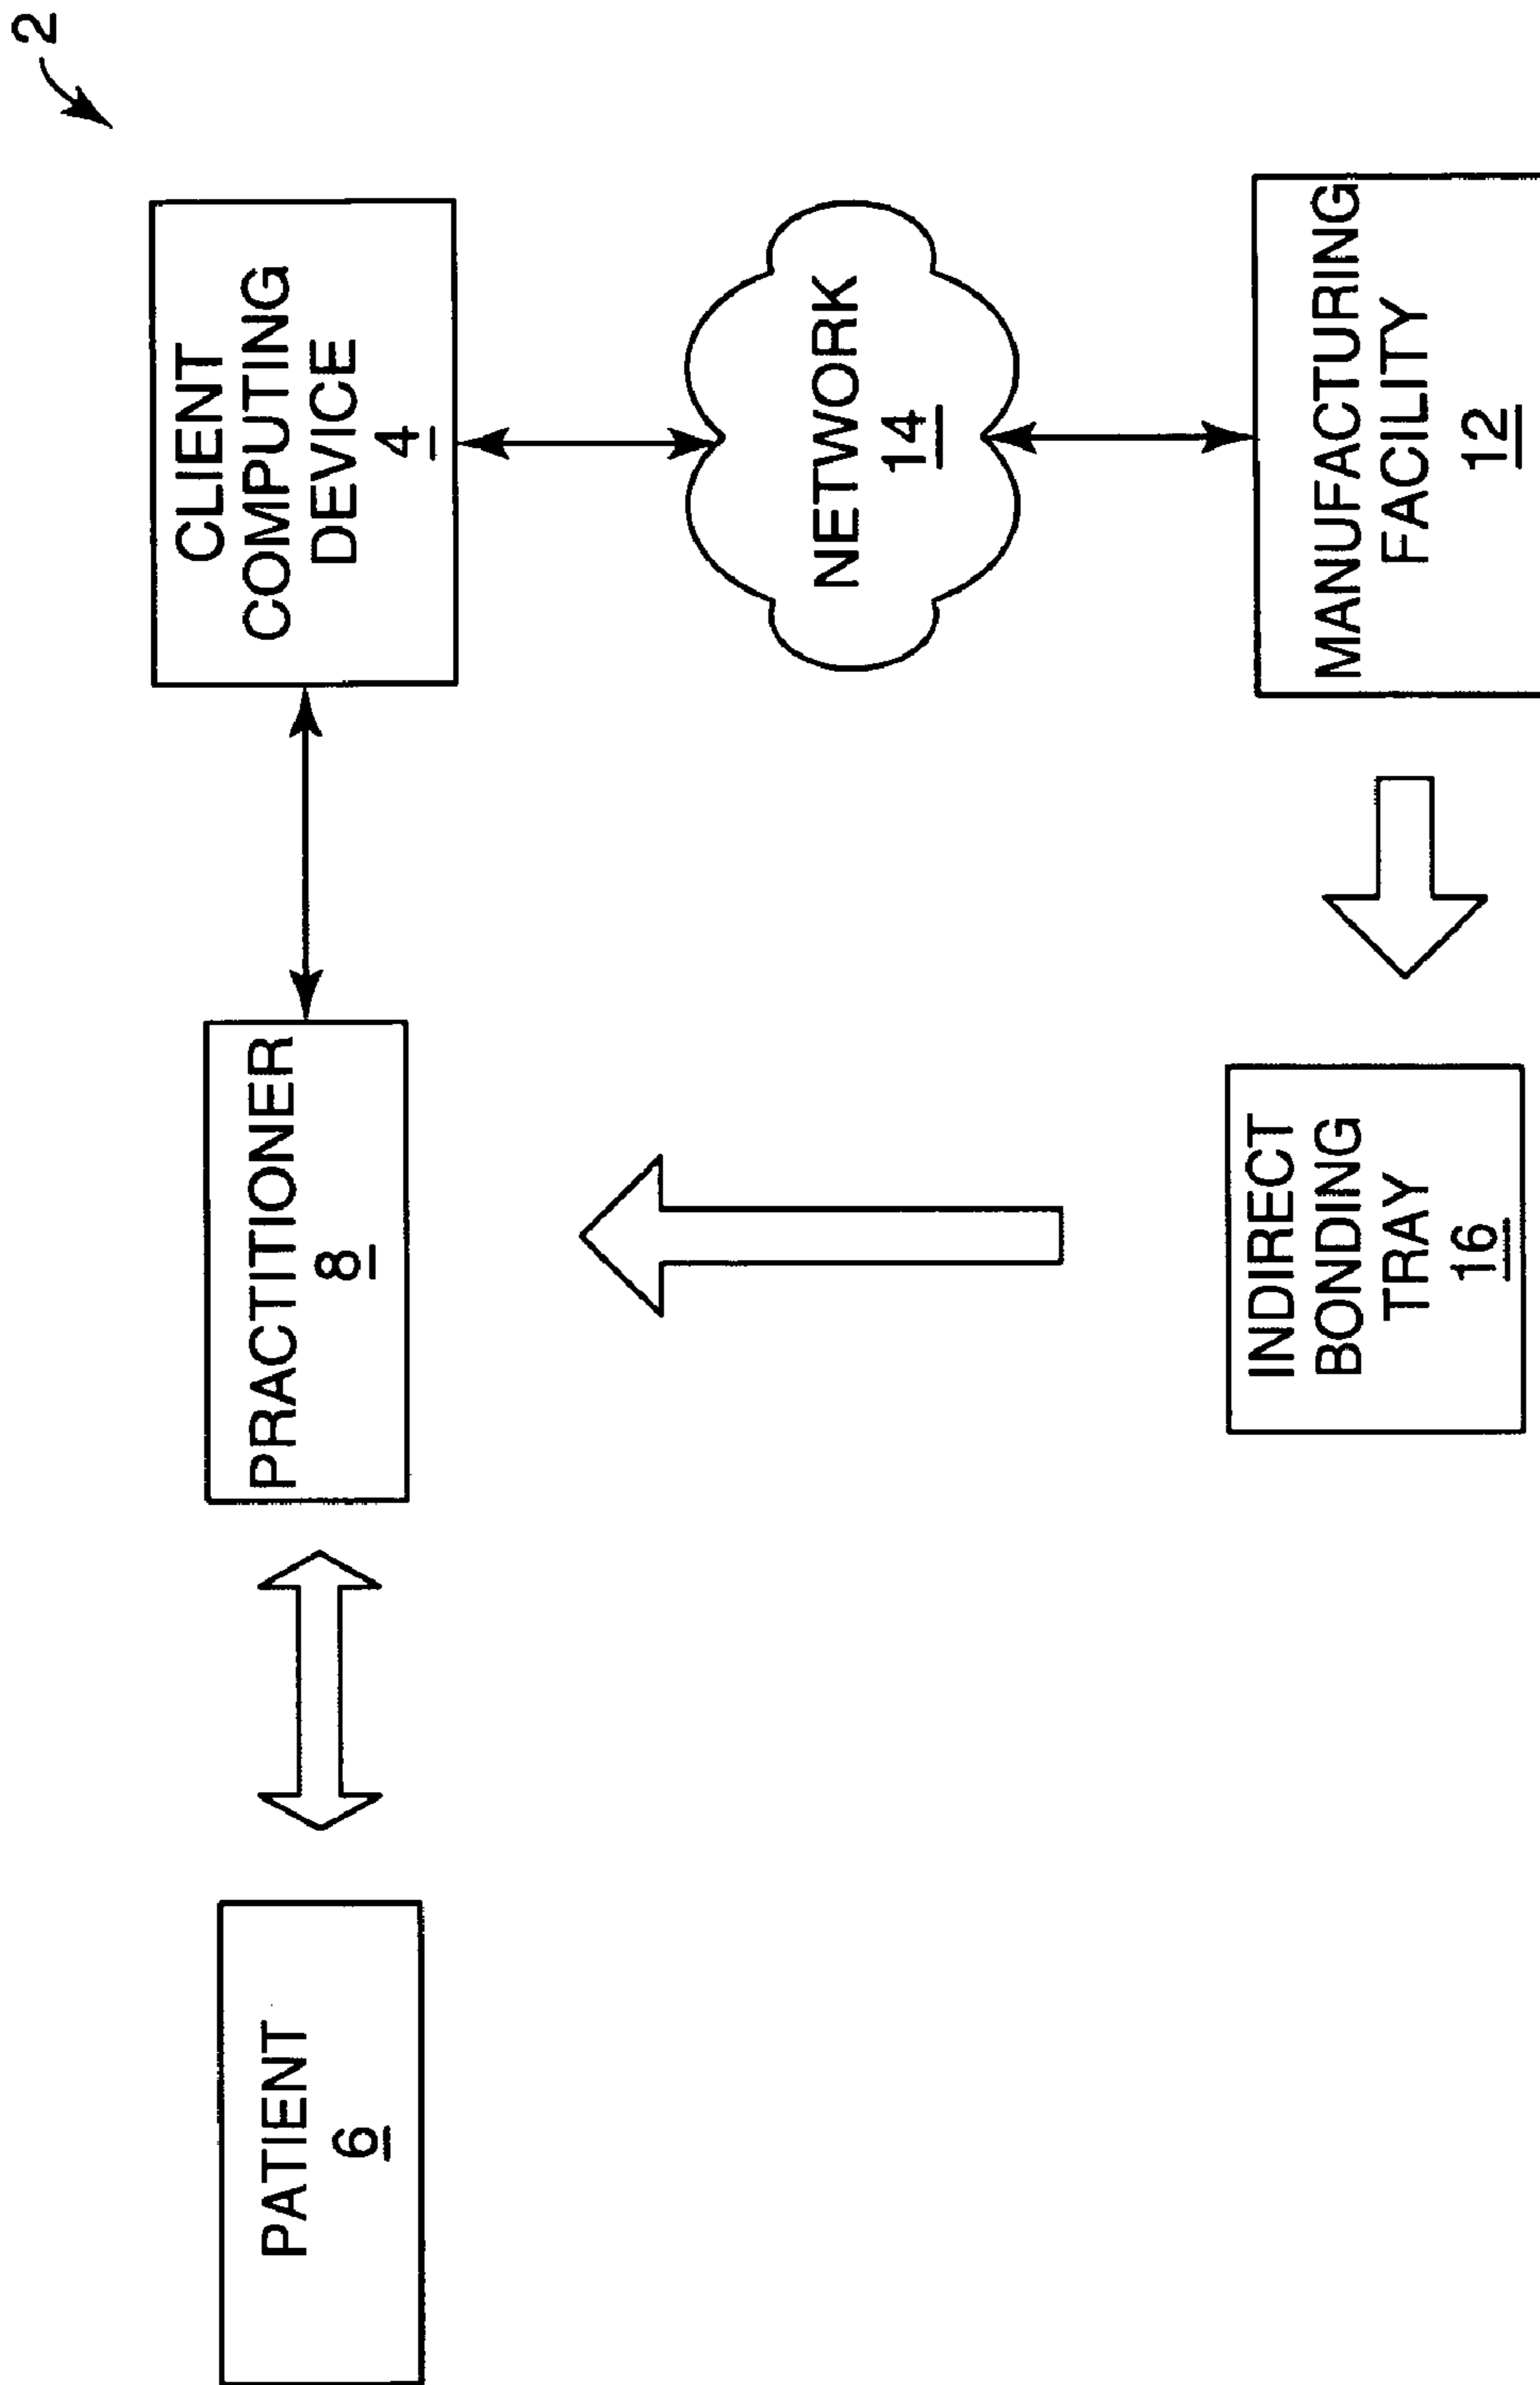 2
PATIENT
6
PRACTITIONER
8
CLIENT
COMPUTING
DEVICE
4
NETWORK
14
INDIRECT
BONDING
TRAY
16
MANUFACTURING
FACILITY
12